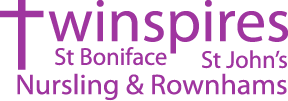 twinspires
St Boniface St John's
Nursling & Rownhams